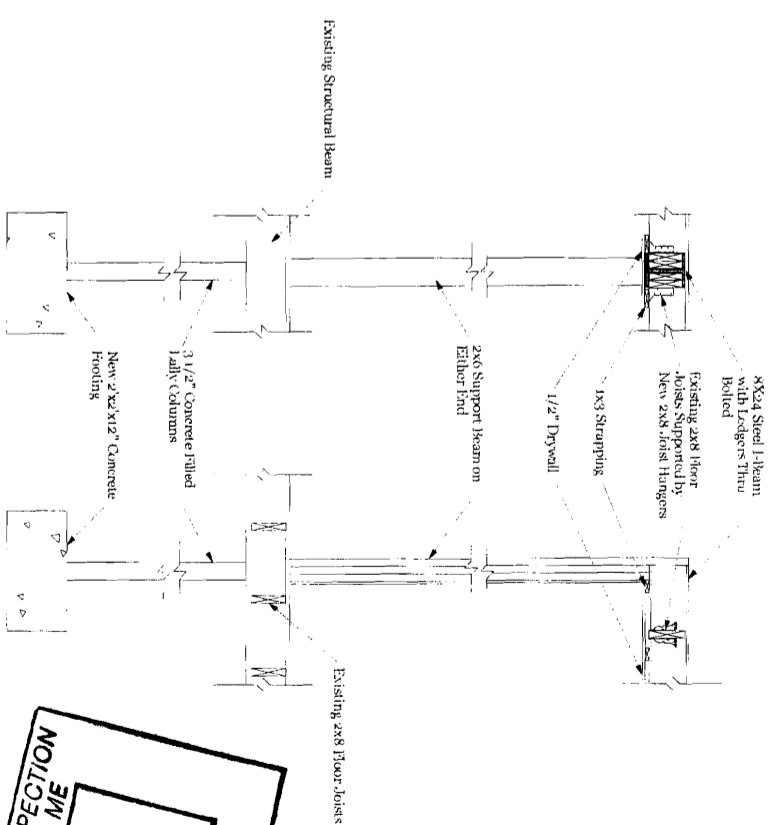 8X24 Steel I-Beam
with Ledgers Thru
Bolted
Existing 2x8 Floor
Joists Supported by
New 2x8 Joist Hangers
1x3 Strapping
1/2" Drywall
2x6 Support Beam on
Either End
Existing Structural Beam
3 1/2" Concrete Filled
Lally Columns
New 2'x2'x12" Concrete
Footing
Existing 2x8 Floor Joists
PECTION
ME